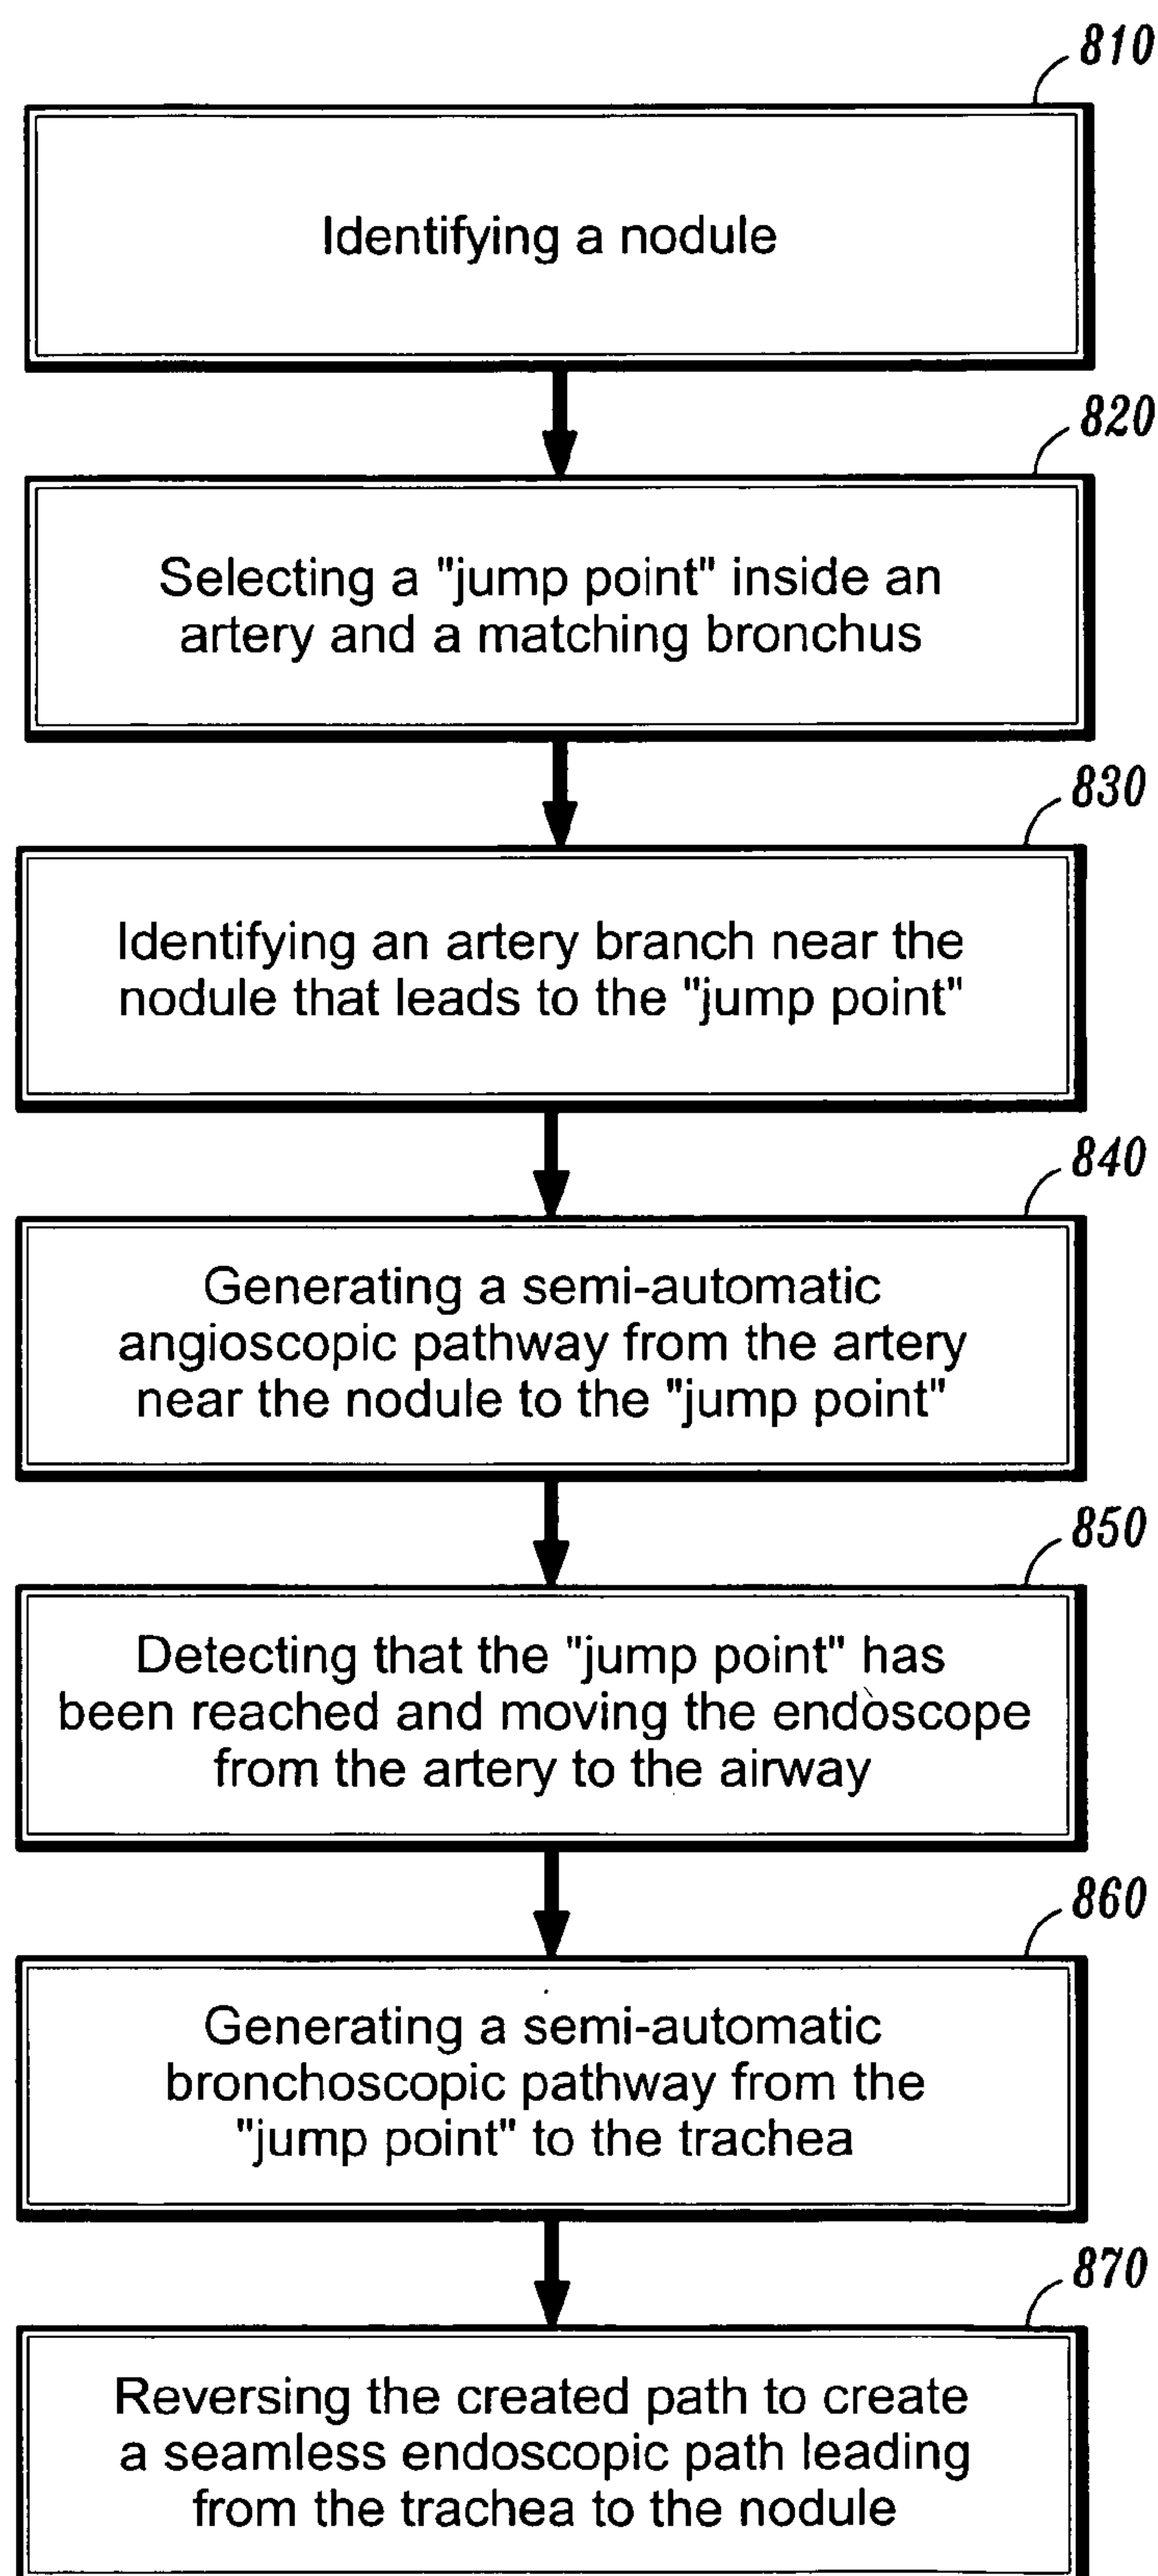 810
Identifying a nodule
820
Selecting a "jump point" inside an
artery and a matching bronchus
830
Identifying an artery branch near the
nodule that leads to the "jump point"
840
Generating a semi-automatic
angioscopic pathway from the artery
near the nodule to the "jump point"
850
Detecting that the "jump point" has
been reached and moving the endoscope
from the artery to the airway
860
Generating a semi-automatic
bronchoscopic pathway from the
"jump point" to the trachea
870
Reversing the created path to create
a seamless endoscopic path leading
from the trachea to the nodule